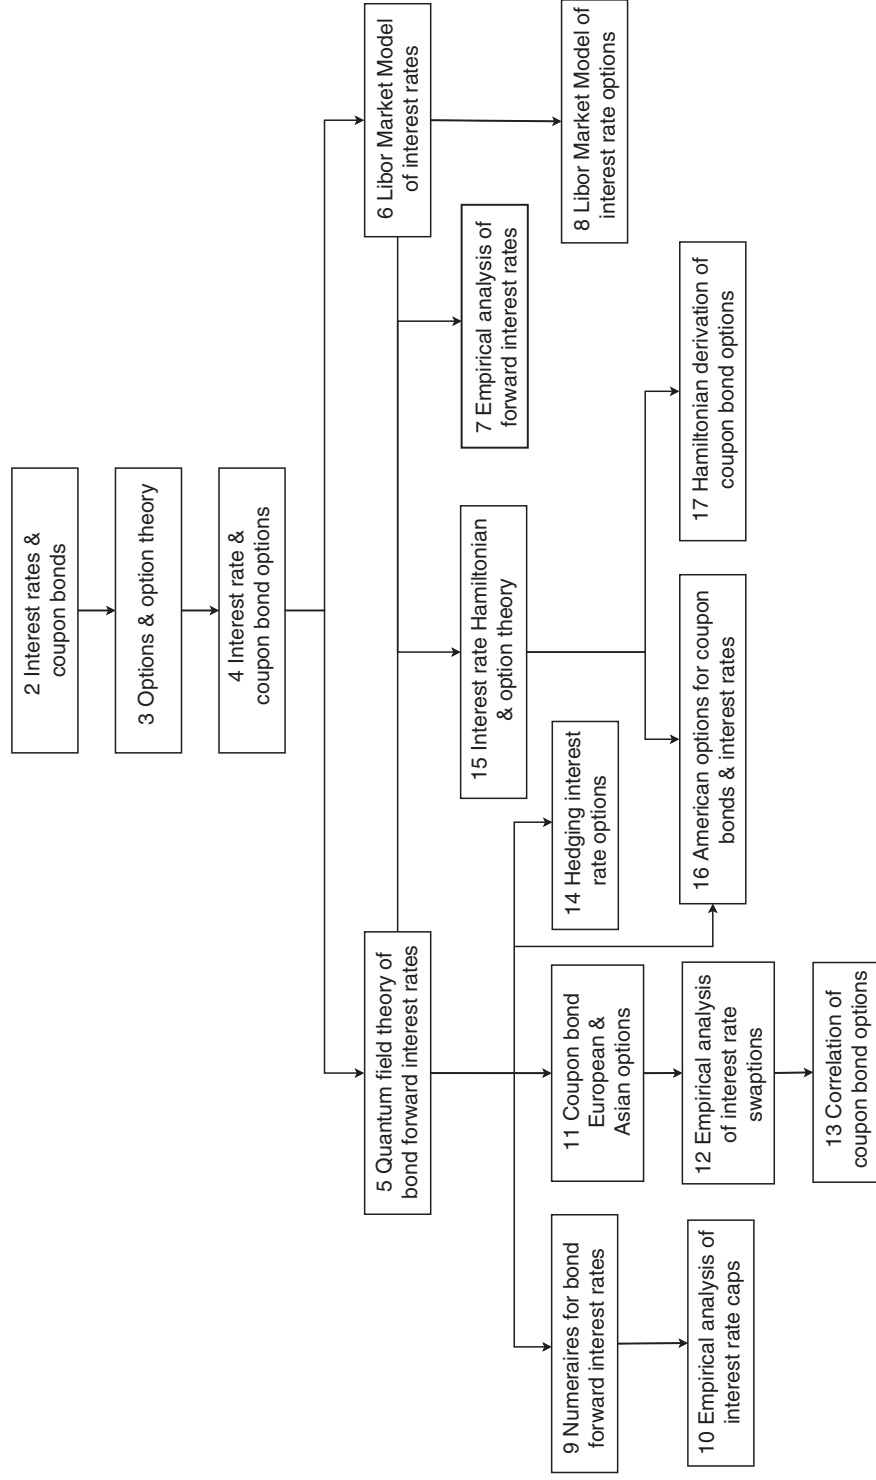 2 Interest rates &
coupon bonds
3 Options & option theory
4 Interest rate &
coupon bond options
5 Quantum field theory of
bond forward interest rates
6 Libor Market Model
of interest rates
7 Empirical analysis of
forward interest rates
8 Libor Market Model of
interest rate options
9 Numeraires for bond
forward interest rates
10 Empirical analysis of
interest rate caps
11 Coupon bond
European &
Asian options
12 Empirical analysis
of interest rate
swaptions
13 Correlation of
coupon bond options
14 Hedging interest
rate options
15 Interest rate Hamiltonian
& option theory
16 American options for coupon
bonds & interest rates
17 Hamiltonian derivation of
coupon bond options